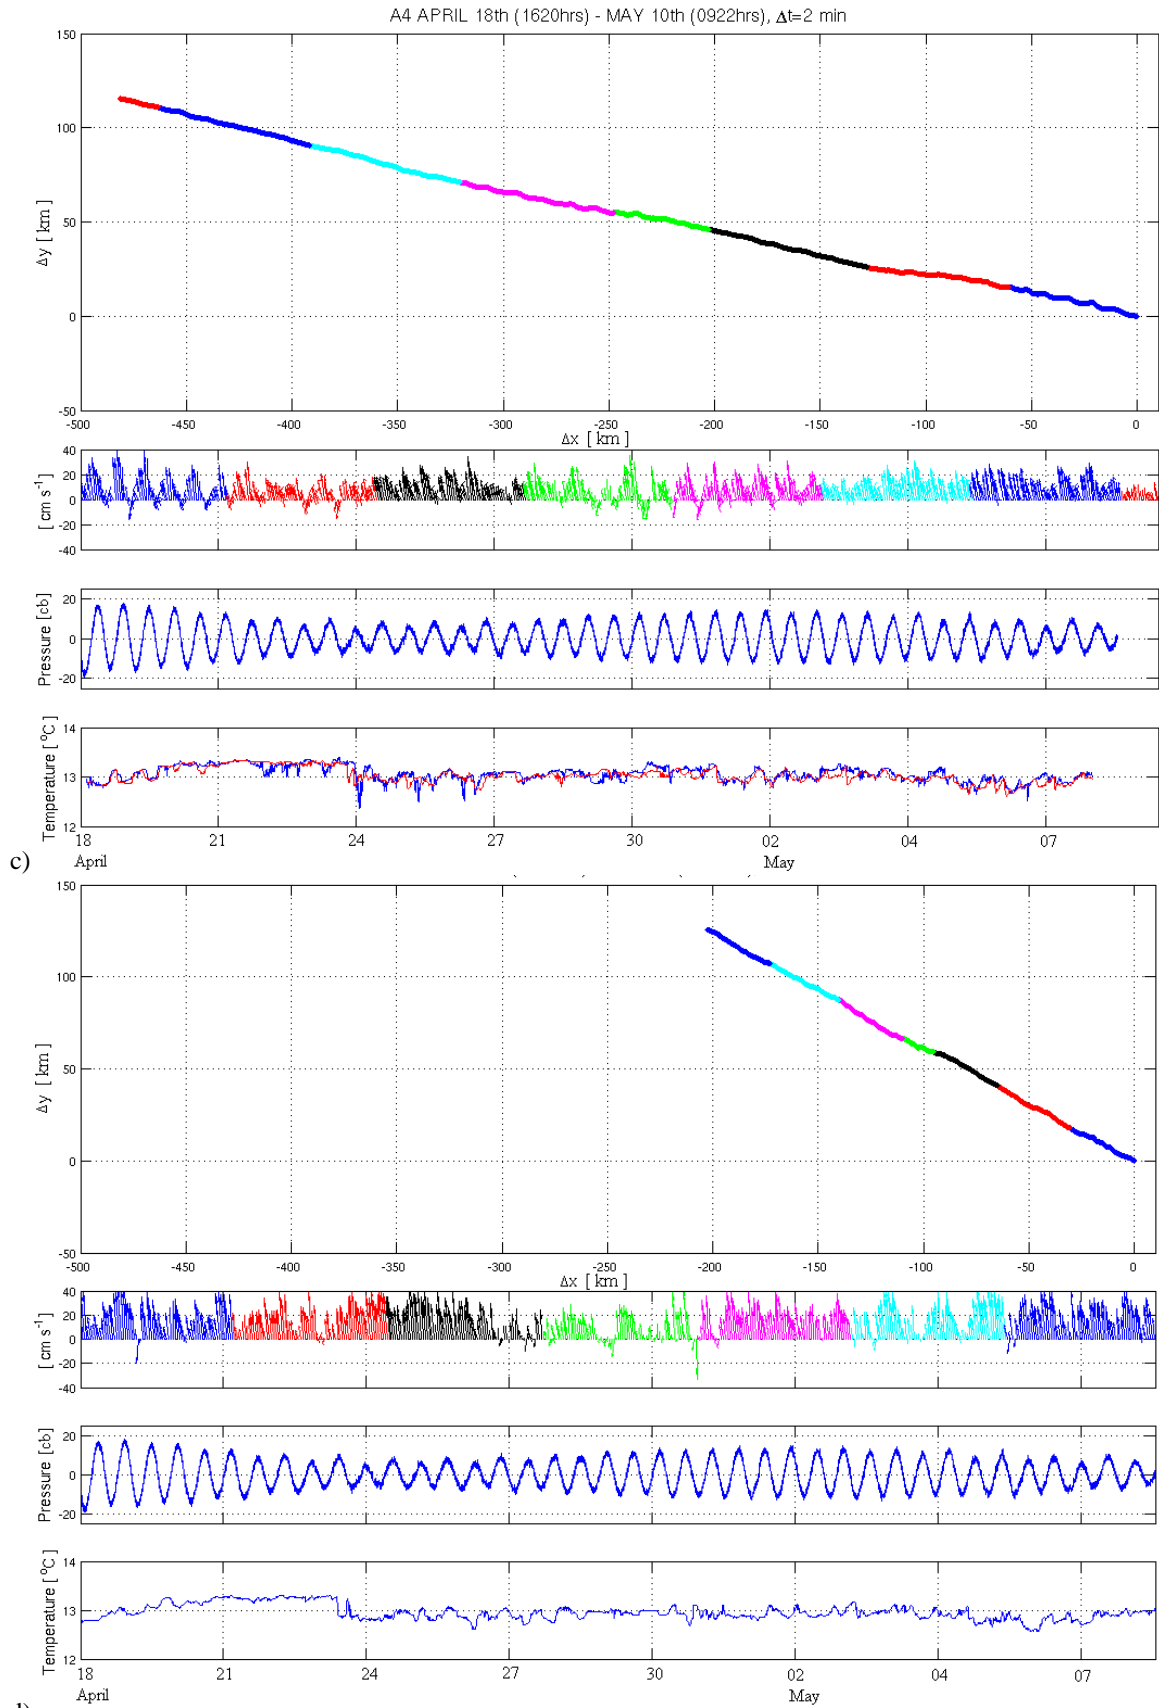 A4 APRIL 18th (1620hrs) - MAY 10th (0922hrs), Δt=2 min
150
100
50
0
-50
Δy [ km ]
-500 -450 -400 -350 -300 -250 -200 -150 -100 -50 0
Δx [ km ]
40
20
0
-20
-40
[ cm s⁻¹ ]
20
0
-20
Pressure [cb]
14
13
12
Temperature [ °C ]
18 21 24 27 30 02 04 07
April May
c)
150
100
50
0
-50
Δy [ km ]
-500 -450 -400 -350 -300 -250 -200 -150 -100 -50 0
Δx [ km ]
40
20
0
-20
-40
[ cm s⁻¹ ]
20
0
-20
Pressure [cb]
14
13
12
Temperature [ °C ]
18 21 24 27 30 02 04 07
April May